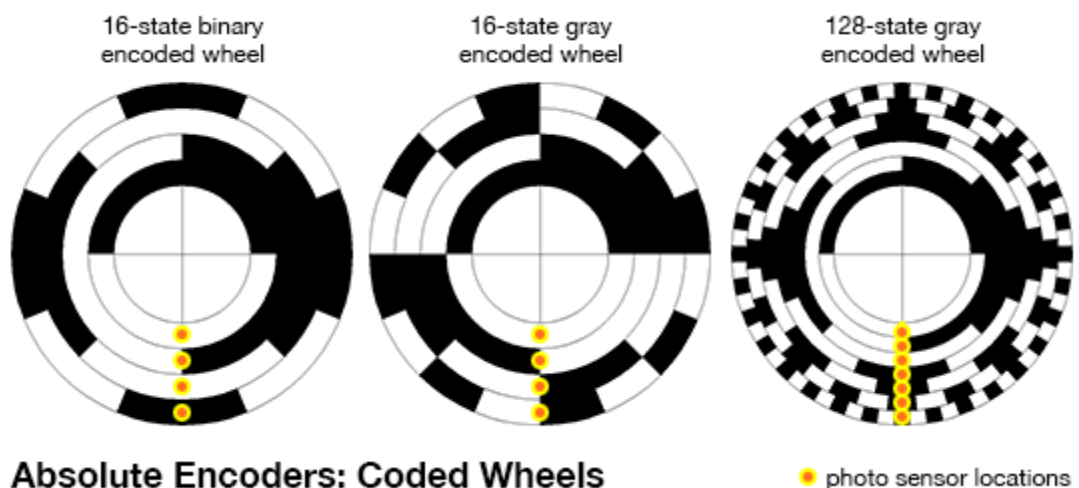 16-state binary
encoded wheel
16-state gray
encoded wheel
128-state gray
encoded wheel
Absolute Encoders: Coded Wheels
photo sensor locations